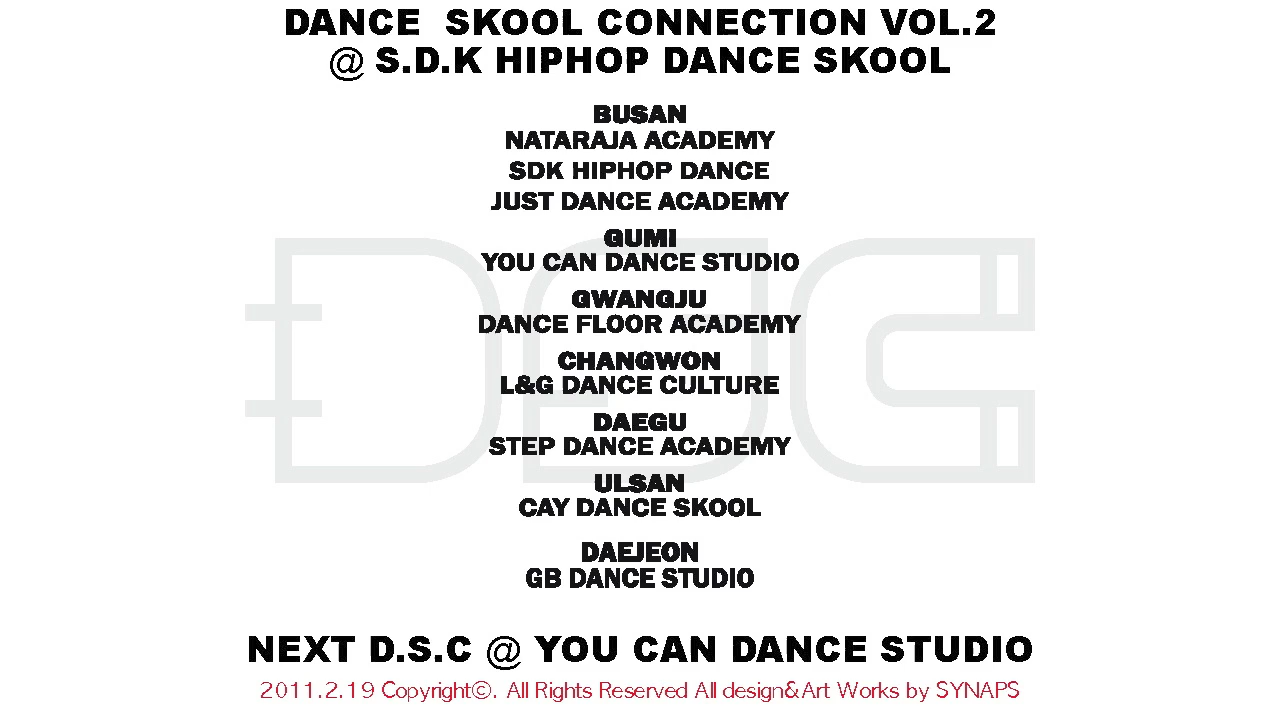 DANCE SKOOL CONNECTION VOL.2
@ S.D.K HIPHOP DANCE SKOOL
BUSAN
NATARAJA ACADEMY
SDK HIPHOP DANCE
JUST DANCE ACADEMY
GUMI
YOU CAN DANCE STUDIO
GWANGJU
DANCE FLOOR ACADEMY
CHANGWON
L&G DANCE CULTURE
DAEGU
STEP DANCE ACADEMY
ULSAN
CAY DANCE SKOOL
DAEJEON
GB DANCE STUDIO
NEXT D.S.C @ YOU CAN DANCE STUDIO
2011.2.19 Copyright©. All Rights Reserved All design&Art Works by SYNAPS
DSC